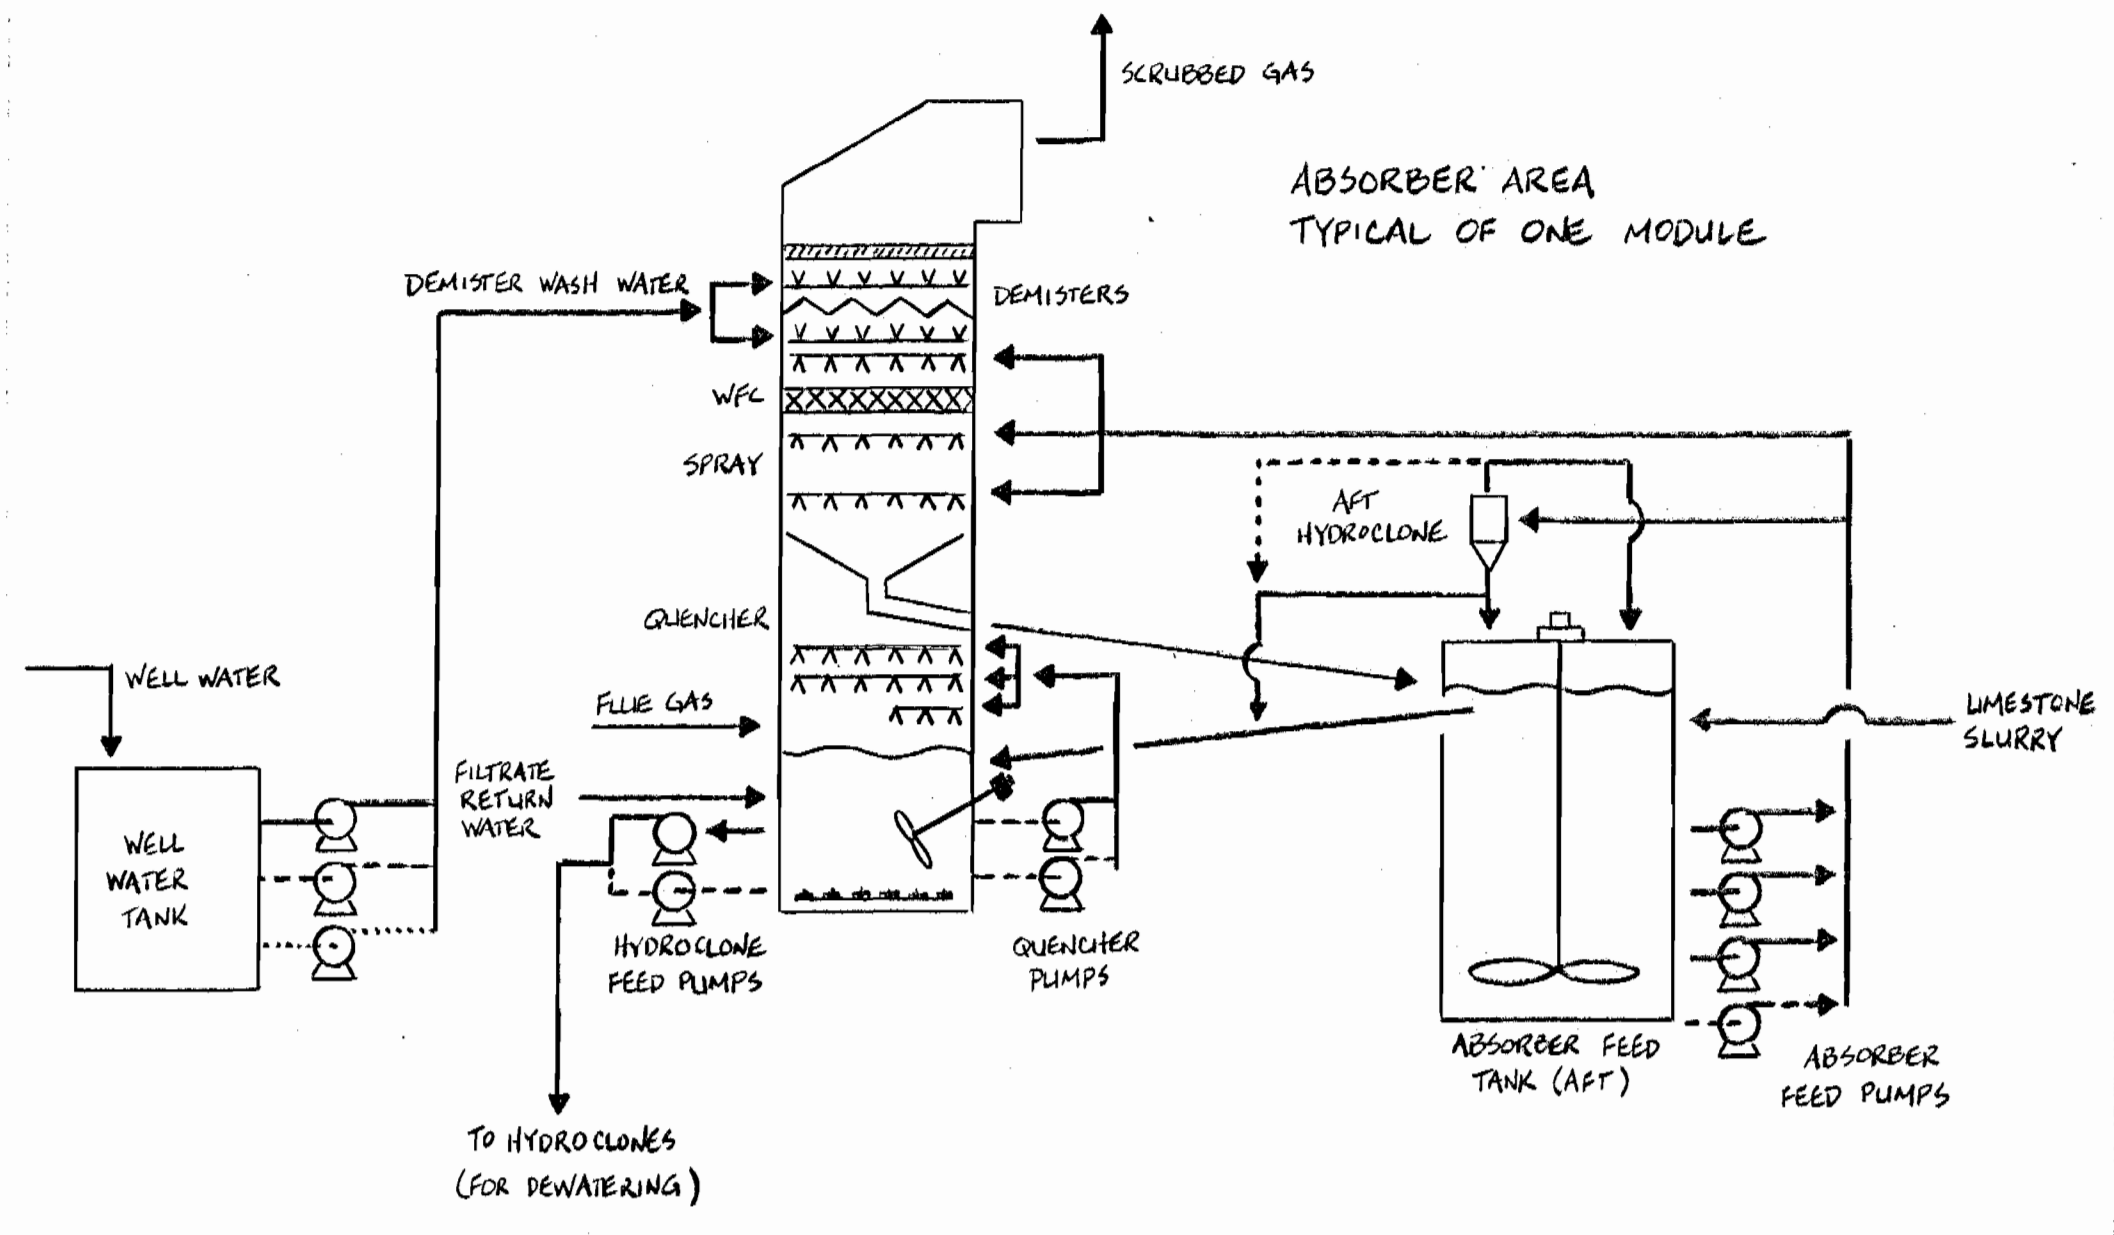 SCRUBBED GAS
ABSORBER AREA
TYPICAL OF ONE MODULE
DEMISTER WASH WATER
DEMISTERS
WFC
SPRAY
AFT
HYDROCLONE
QUENCHER
WELL WATER
FLUE GAS
LIMESTONE
SLURRY
FILTRATE
RETURN
WATER
WELL
WATER
TANK
HYDROCLONE
FEED PUMPS
QUENCHER
PUMPS
ABSORBER FEED
TANK (AFT)
ABSORBER
FEED PUMPS
TO HYDROCLONES
(FOR DEWATERING)